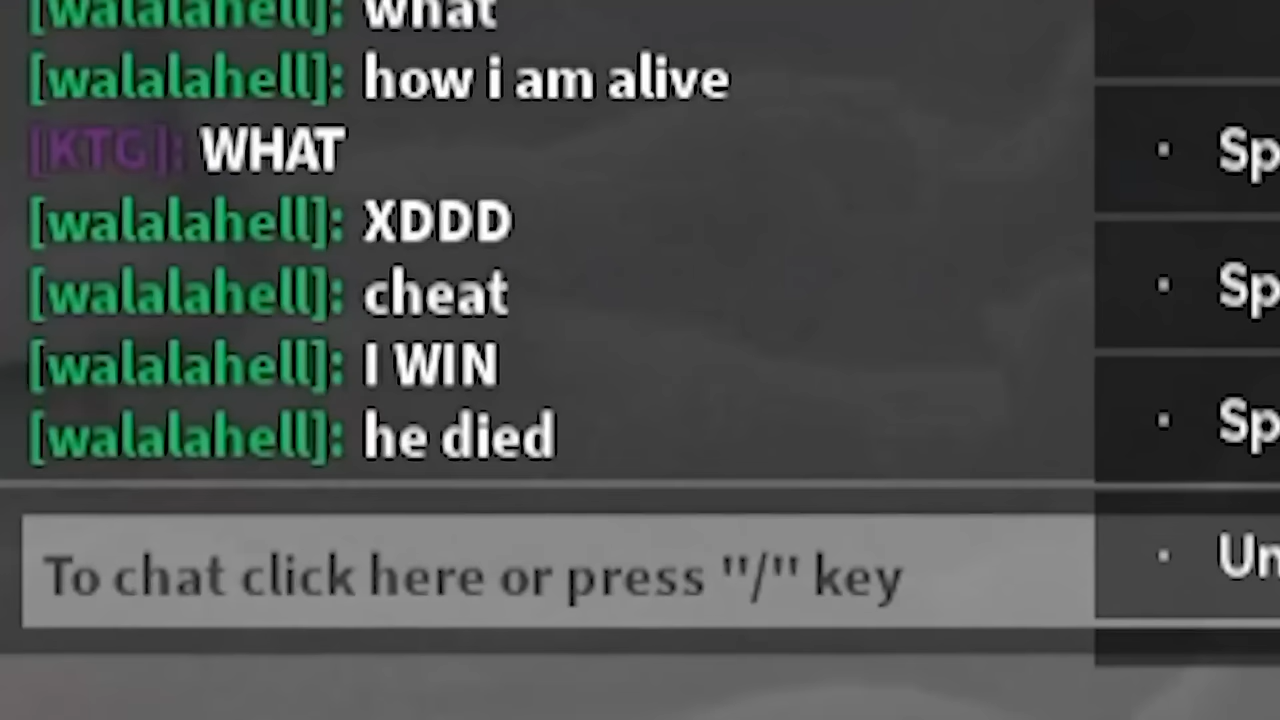 [walalahell]: what
[walalahell]: how i am alive
[KTG]: WHAT
[walalahell]: XDDD
[walalahell]: cheat
[walalahell]: I WIN
[walalahell]: he died
To chat click here or press "/" key
· Sp
· Sp
· Sp
· Un